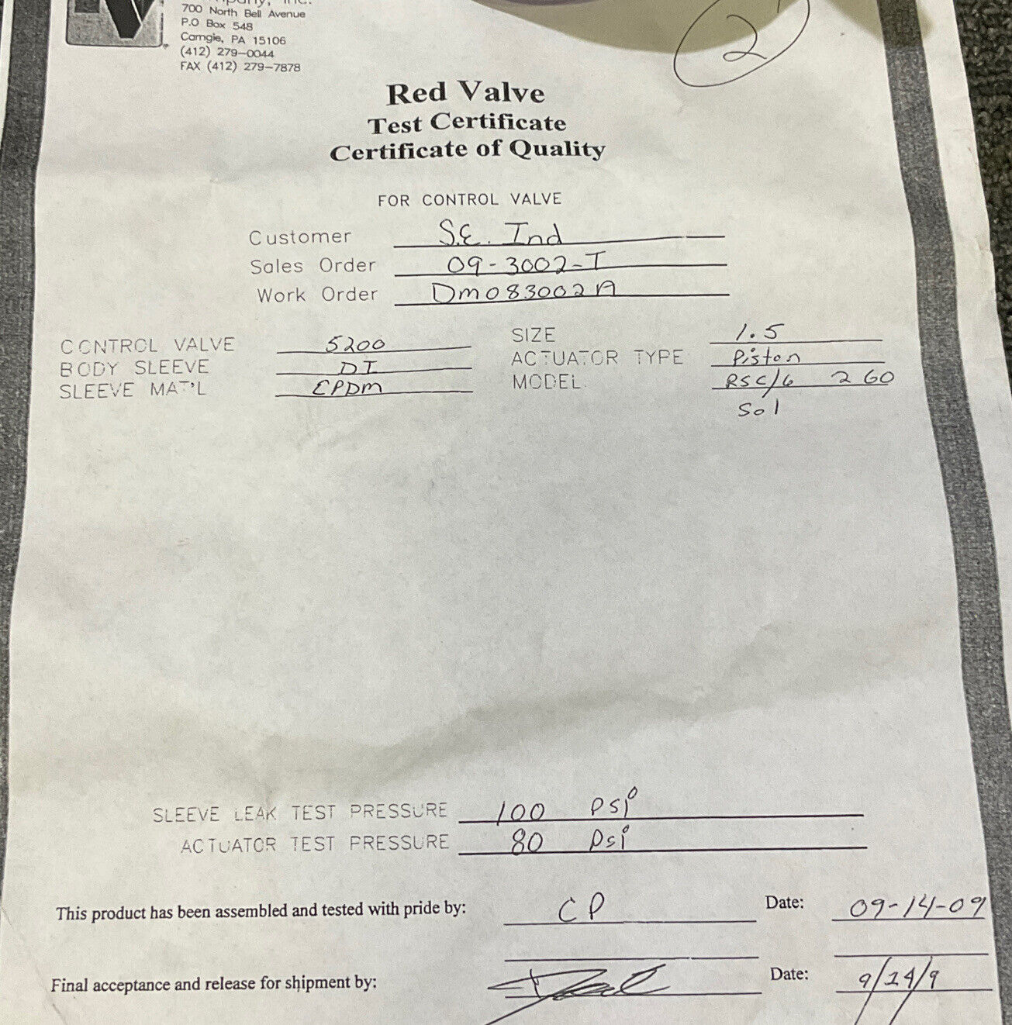 700 North Bell Avenue
P.O Box 548
Carngie, PA 15106
(412) 279-0044
FAX (412) 279-7878
2
Red Valve
Test Certificate
Certificate of Quality
FOR CONTROL VALVE
Customer S.E. Ind
Sales Order 09-3002-T
Work Order Dm083002A
CONTROL VALVE 5200 SIZE 1.5
BODY SLEEVE DI ACTUATOR TYPE Piston
SLEEVE MAT'L EPDM MODEL RSC/6 260
Sol
SLEEVE LEAK TEST PRESSURE 100 PSi
ACTUATOR TEST PRESSURE 80 Psi
This product has been assembled and tested with pride by: CP Date: 09-14-09
Final acceptance and release for shipment by: Date: 9/14/9